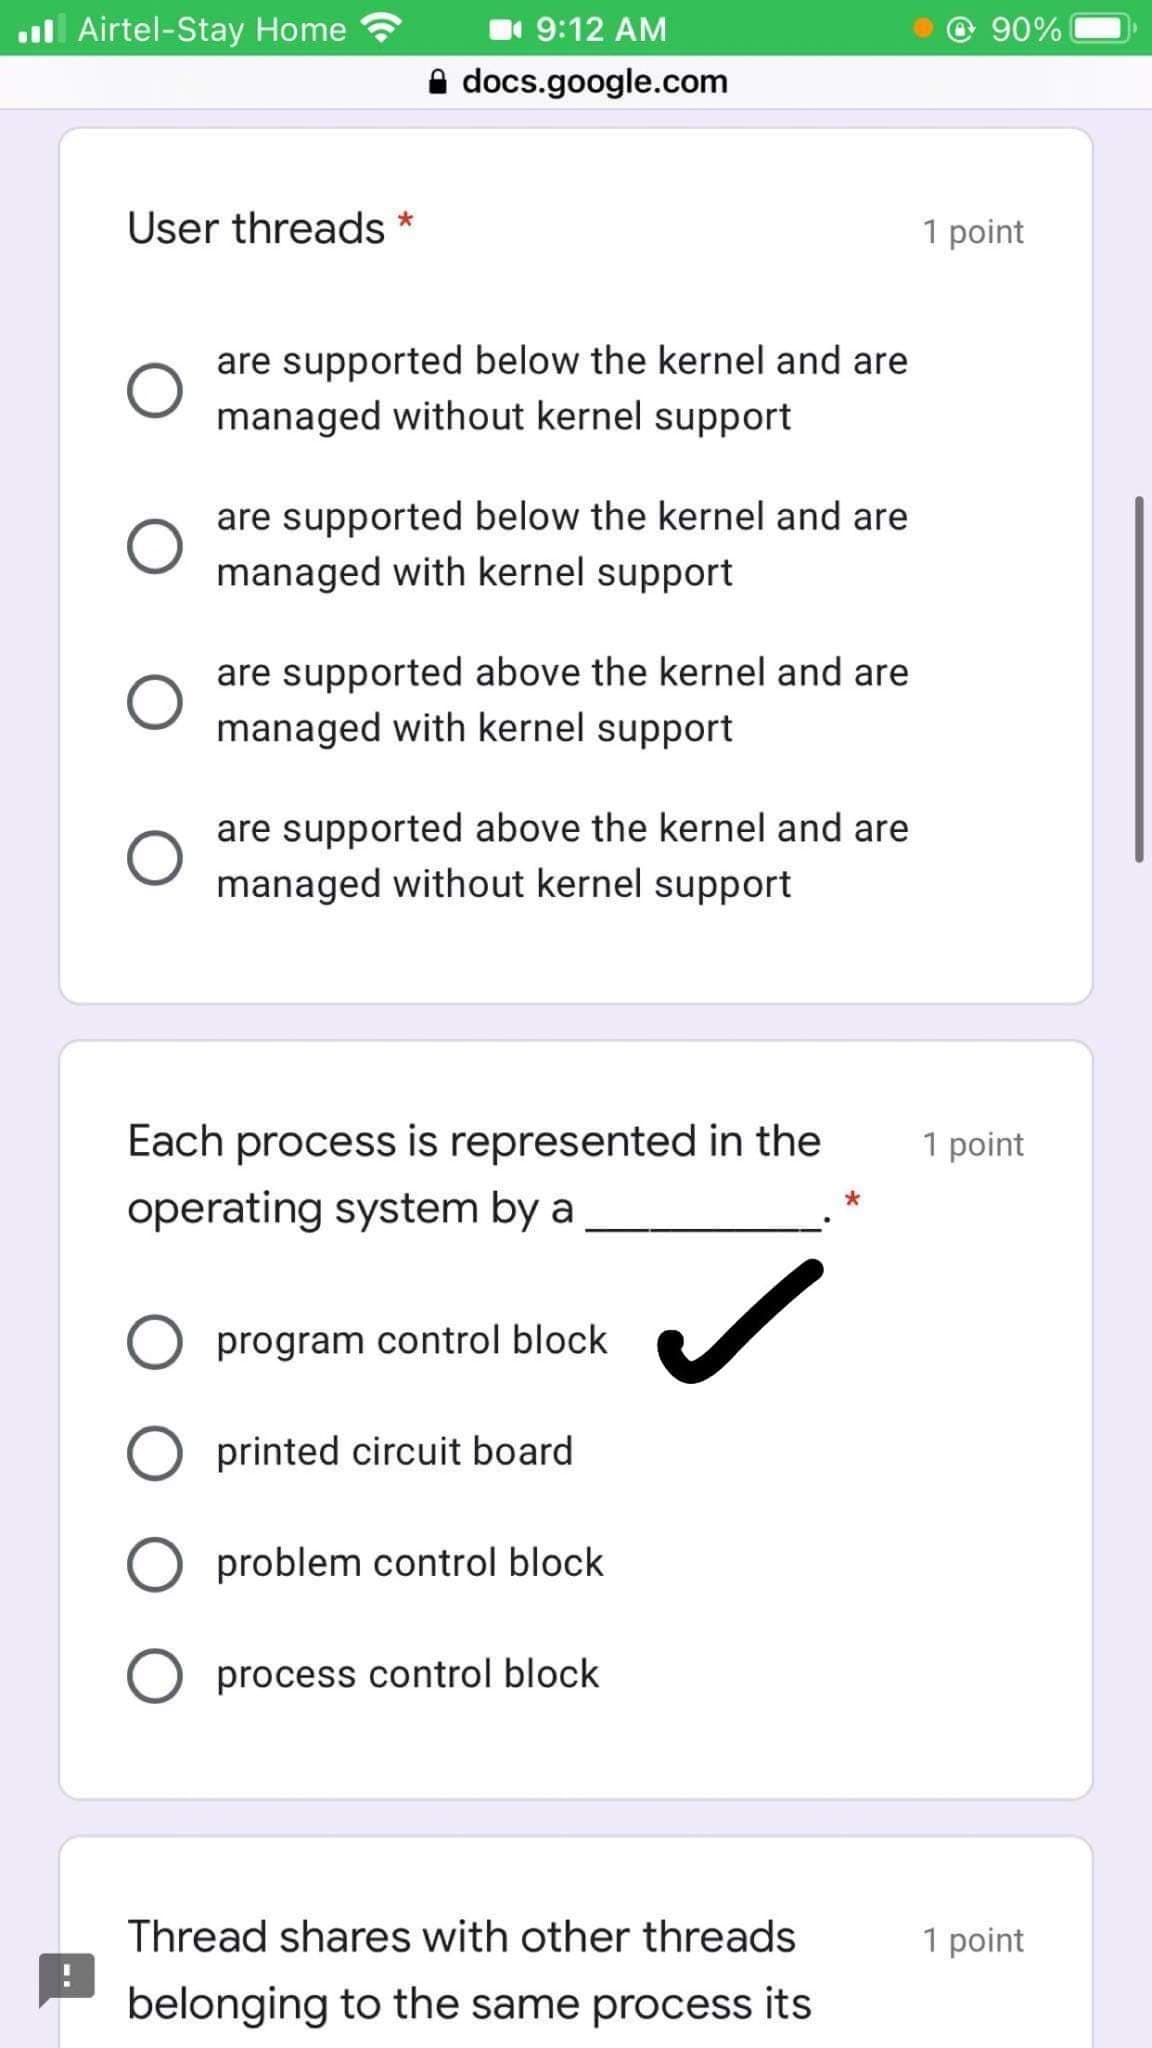 Airtel-Stay Home 9:12 AM 90%
docs.google.com
User threads * 1 point
are supported below the kernel and are
managed without kernel support
are supported below the kernel and are
managed with kernel support
are supported above the kernel and are
managed with kernel support
are supported above the kernel and are
managed without kernel support
Each process is represented in the 1 point
operating system by a ___________. *
program control block
printed circuit board
problem control block
process control block
Thread shares with other threads 1 point
belonging to the same process its